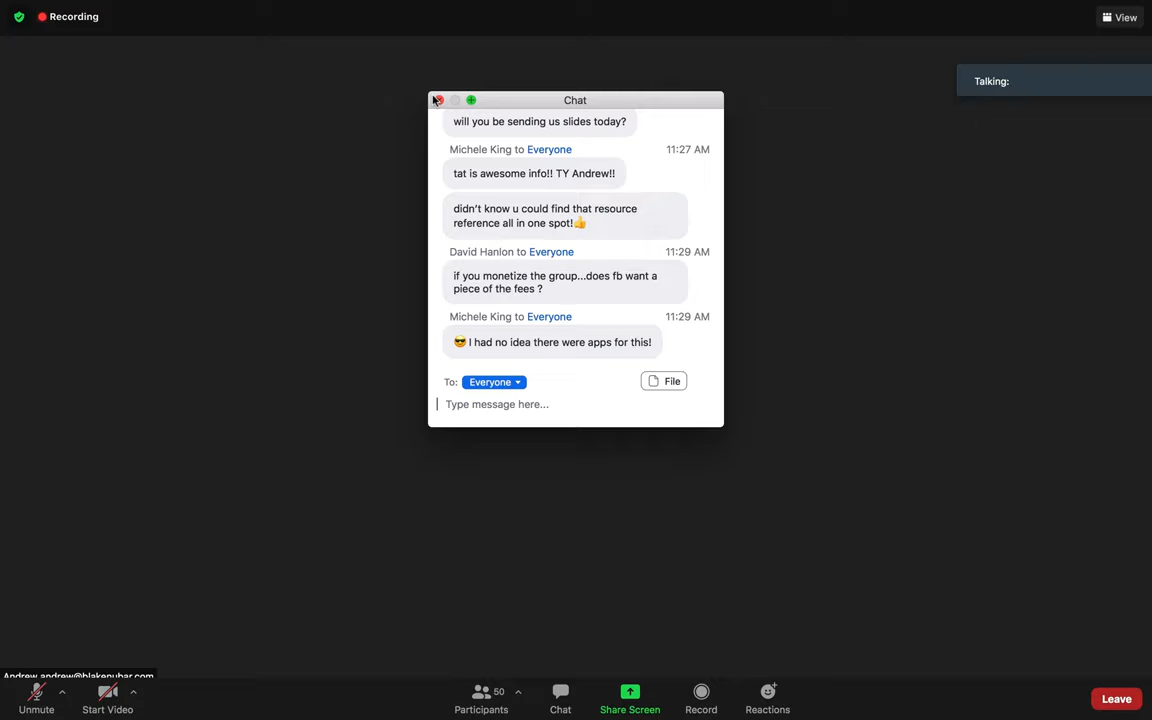 Recording
View
Talking:
Chat
will you be sending us slides today?
Michele King to Everyone 11:27 AM
tat is awesome info!! TY Andrew!!
didn't know u could find that resource
reference all in one spot!👍
David Hanlon to Everyone 11:29 AM
if you monetize the group...does fb want a
piece of the fees ?
Michele King to Everyone 11:29 AM
😎 I had no idea there were apps for this!
To: Everyone File
Type message here...
Andrew andrew@blakenubar.com
50
Unmute Start Video Participants Chat Share Screen Record Reactions Leave